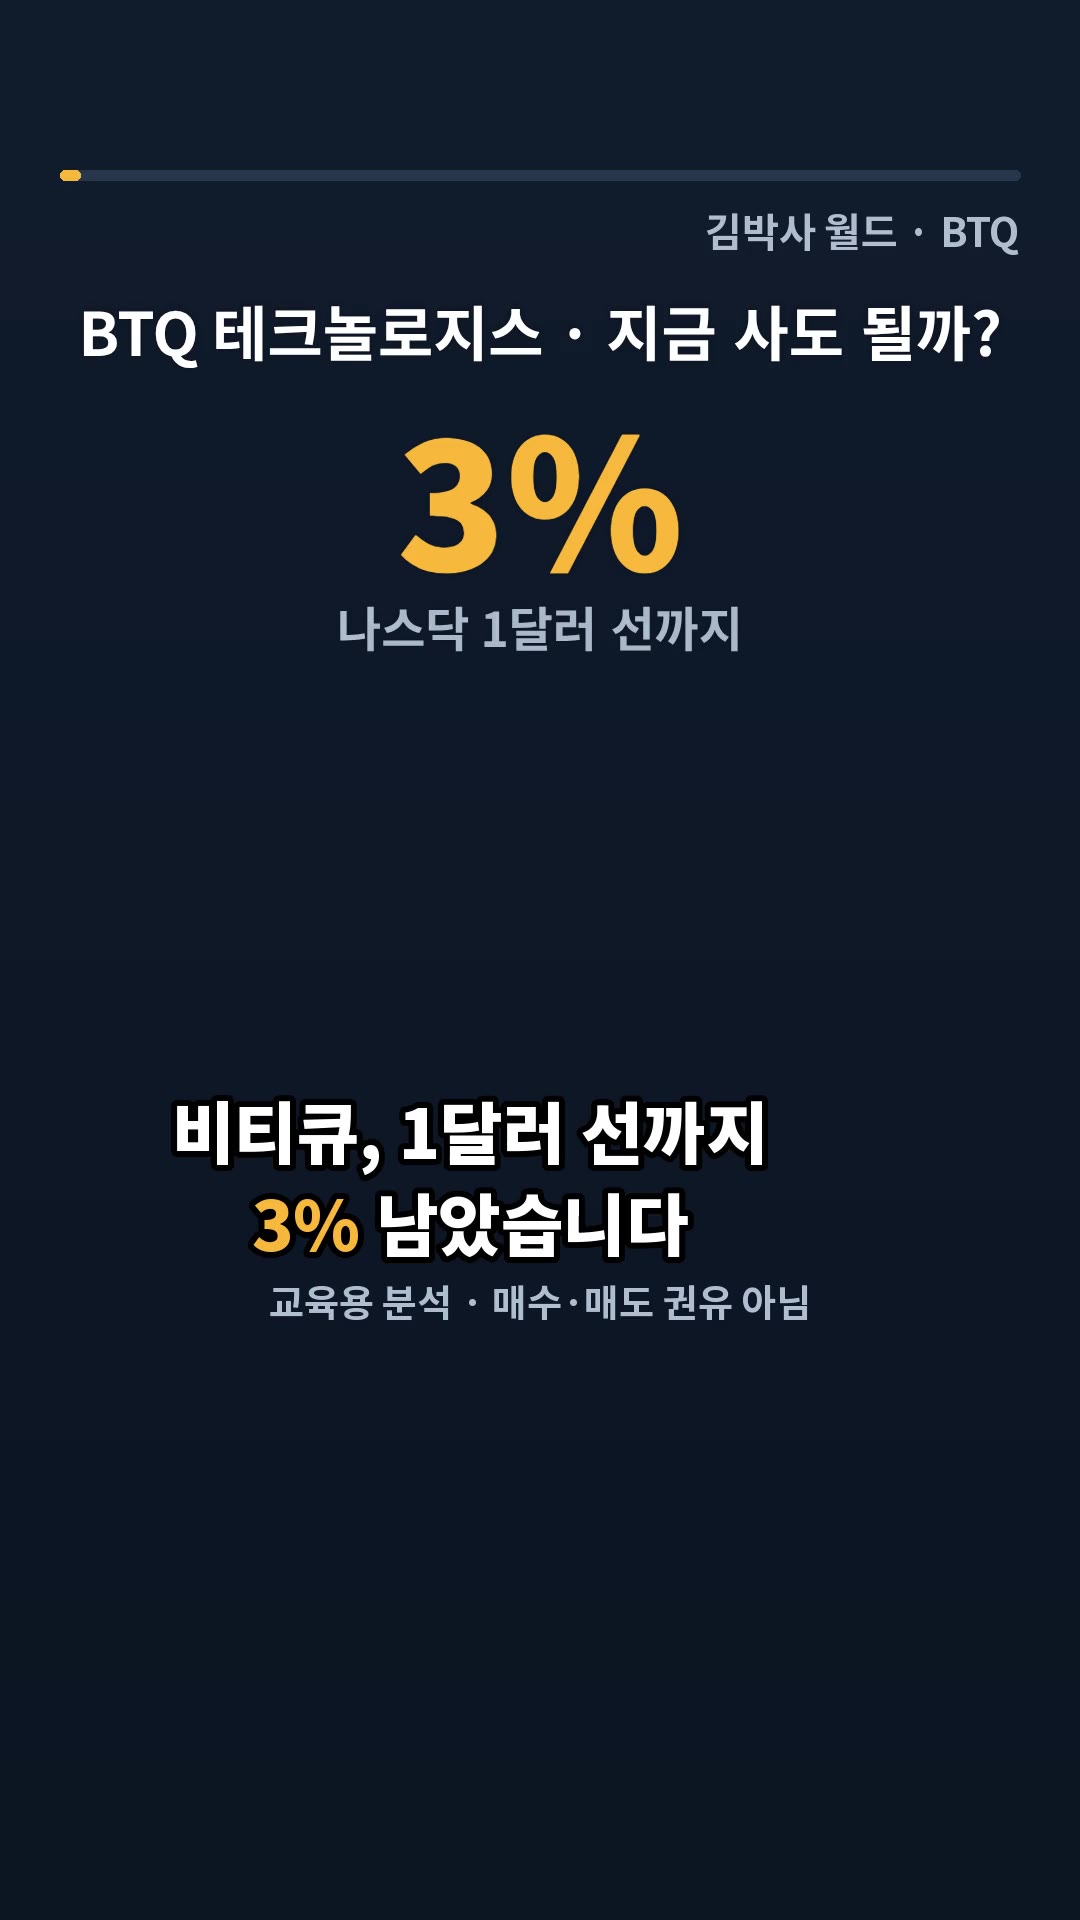 김박사 월드 · BTQ
BTQ 테크놀로지스 · 지금 사도 될까?
3%
나스닥 1달러 선까지
비티큐, 1달러 선까지
3% 남았습니다
교육용 분석 · 매수·매도 권유 아님